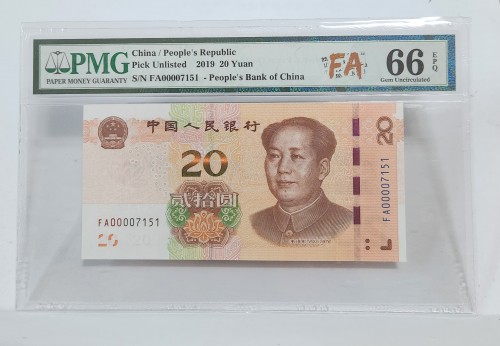 PMG
PAPER MONEY GUARANTY
China / People's Republic
Pick Unlisted 2019 20 Yuan
S/N FA00007151 - People's Bank of China
FA
66 EPQ
Gem Uncirculated
中国人民银行
20
贰拾圆
FA00007151
20
20
FA00007151